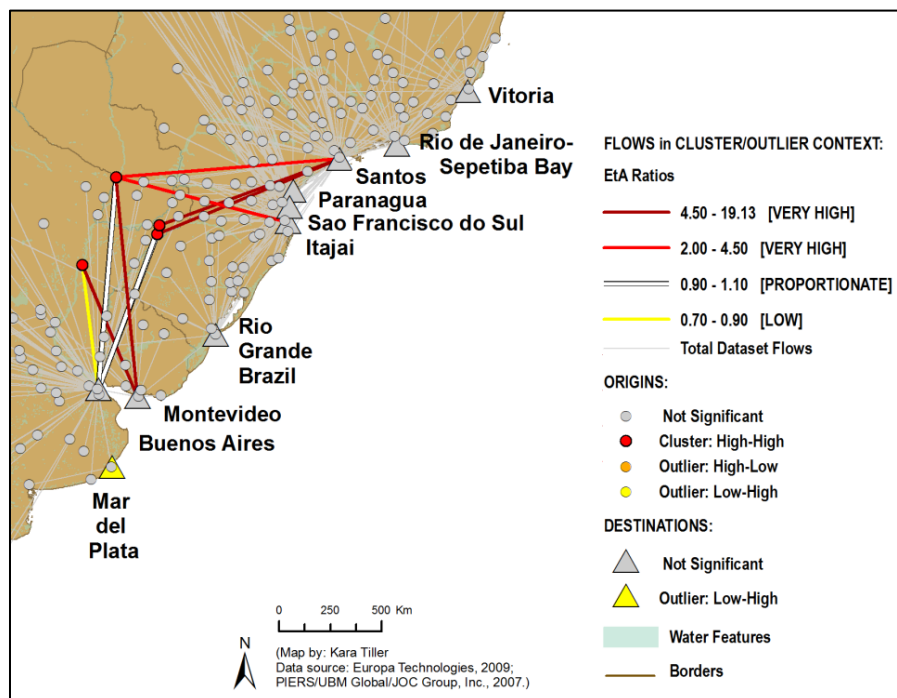 Vitoria
Rio de Janeiro-
Sepetiba Bay
Santos
Paranagua
Sao Francisco do Sul
Itajai
Rio
Grande
Brazil
Montevideo
Buenos Aires
Mar
del
Plata
FLOWS in CLUSTER/OUTLIER CONTEXT:
EtA Ratios
4.50 - 19.13 [VERY HIGH]
2.00 - 4.50 [VERY HIGH]
0.90 - 1.10 [PROPORTIONATE]
0.70 - 0.90 [LOW]
Total Dataset Flows
ORIGINS:
Not Significant
Cluster: High-High
Outlier: High-Low
Outlier: Low-High
DESTINATIONS:
Not Significant
Outlier: Low-High
Water Features
Borders
0 250 500 Km
N
(Map by: Kara Tiller
Data source: Europa Technologies, 2009;
PIERS/UBM Global/JOC Group, Inc., 2007.)